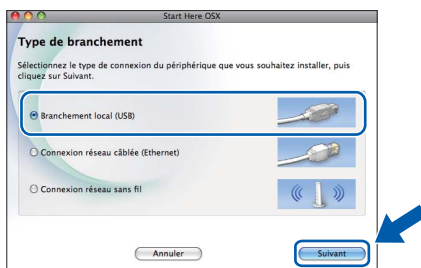 Start Here OSX
Type de branchement
Sélectionnez le type de connexion du périphérique que vous souhaitez installer, puis
cliquez sur Suivant.
Branchement local (USB)
Connexion réseau câblée (Ethernet)
Connexion réseau sans fil
Annuler
Suivant